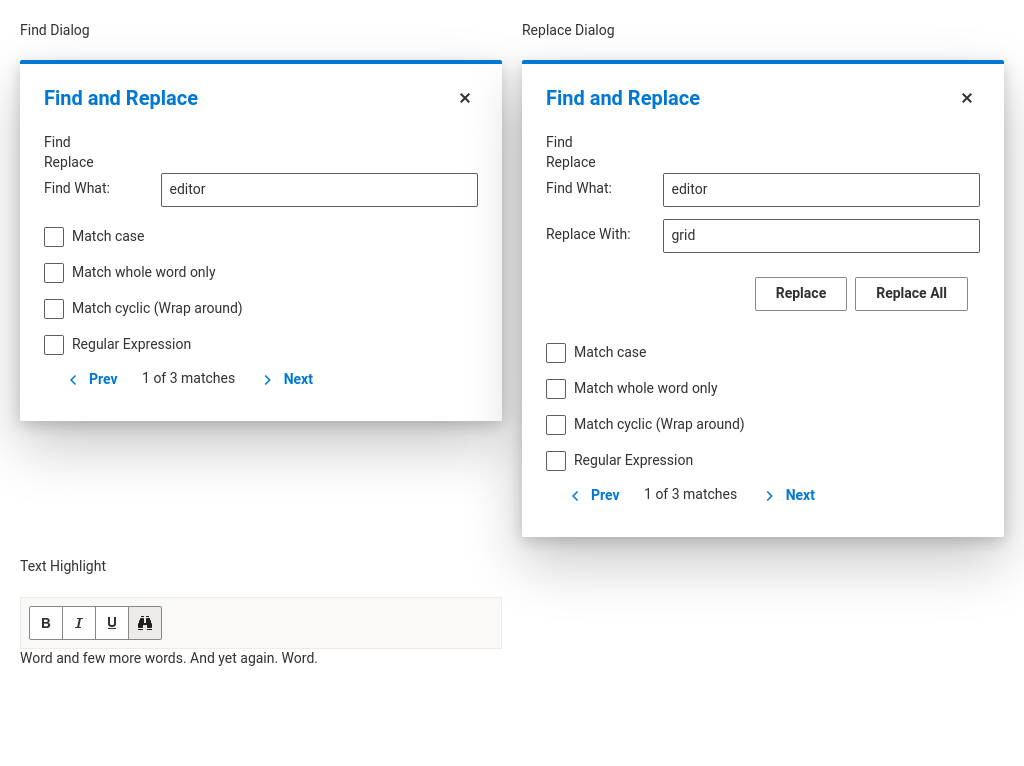 Find Dialog
Find and Replace
Find
Replace
Find What: editor
Match case
Match whole word only
Match cyclic (Wrap around)
Regular Expression
Prev 1 of 3 matches Next
Replace Dialog
Find and Replace
Find
Replace
Find What: editor
Replace With: grid
Replace Replace All
Match case
Match whole word only
Match cyclic (Wrap around)
Regular Expression
Prev 1 of 3 matches Next
Text Highlight
B I U
Word and few more words. And yet again. Word.